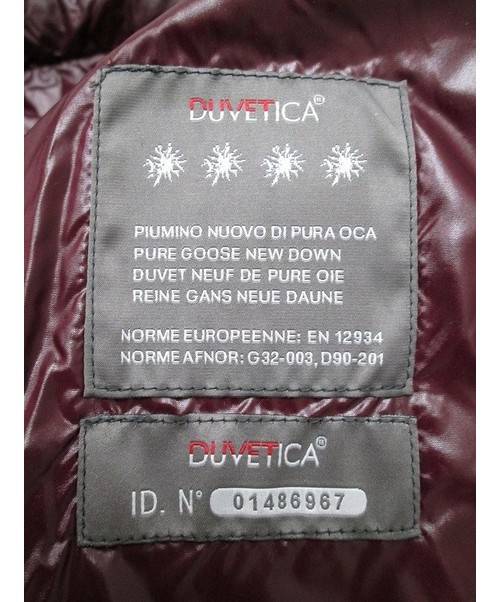 DUVETICA®
PIUMINO NUOVO DI PURA OCA
PURE GOOSE NEW DOWN
DUVET NEUF DE PURE OIE
REINE GANS NEUE DAUNE
NORME EUROPEENNE: EN 12934
NORME AFNOR: G32-003, D90-201
DUVETICA®
ID. N° 01486967